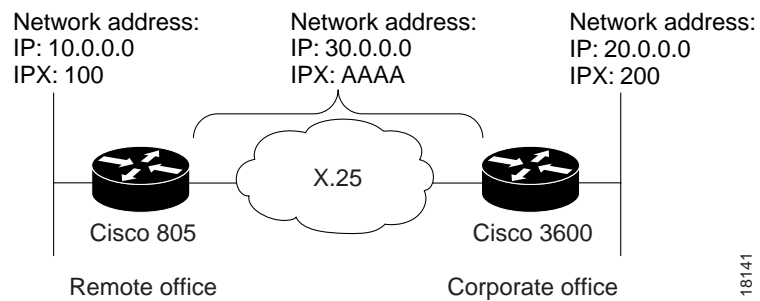 Network address:
IP: 10.0.0.0
IPX: 100
Network address:
IP: 30.0.0.0
IPX: AAAA
Network address:
IP: 20.0.0.0
IPX: 200
X.25
Cisco 805
Cisco 3600
Remote office
Corporate office
18141